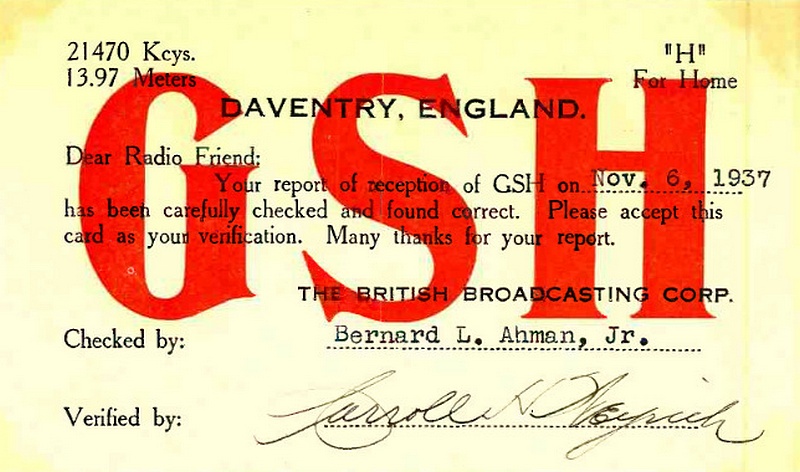 21470 Kcys.
"H"
13.97 Meters
For Home
GSH
DAVENTRY, ENGLAND.
Dear Radio Friend:
Your report of reception of GSH on Nov. 6, 1937
has been carefully checked and found correct. Please accept this
card as your verification. Many thanks for your report.
THE BRITISH BROADCASTING CORP.
Checked by: Bernard L. Ahman, Jr.
Verified by: Carroll H. Weyrich